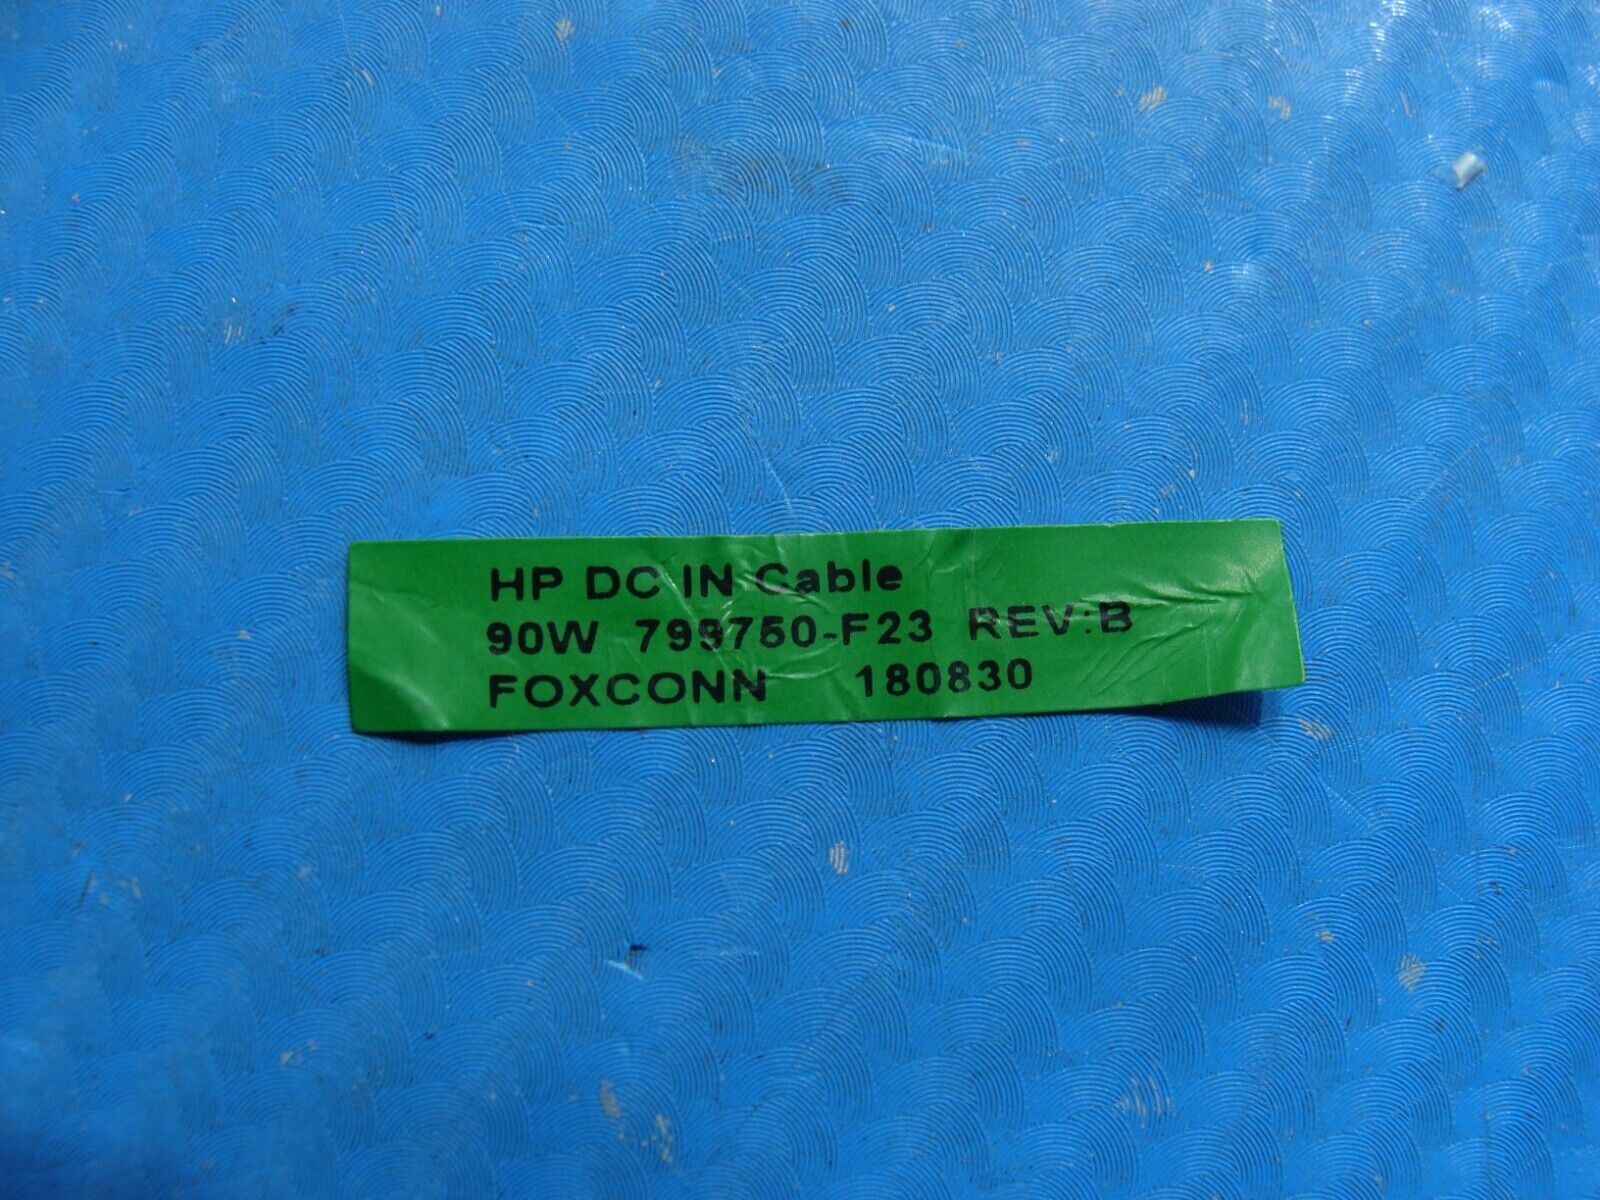 HP DC IN Cable
90W 799750-F23 REV:B
FOXCONN 180830